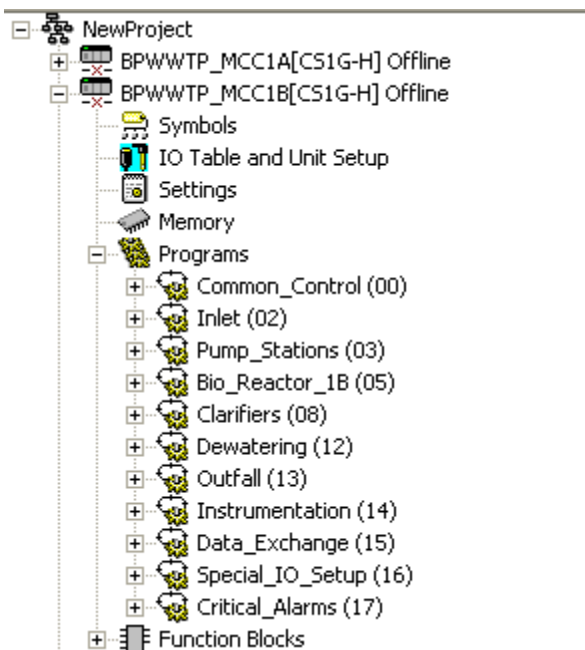 NewProject
BPWWTP_MCC1A[CS1G-H] Offline
BPWWTP_MCC1B[CS1G-H] Offline
Symbols
IO Table and Unit Setup
Settings
Memory
Programs
Common_Control (00)
Inlet (02)
Pump_Stations (03)
Bio_Reactor_1B (05)
Clarifiers (08)
Dewatering (12)
Outfall (13)
Instrumentation (14)
Data_Exchange (15)
Special_IO_Setup (16)
Critical_Alarms (17)
Function Blocks